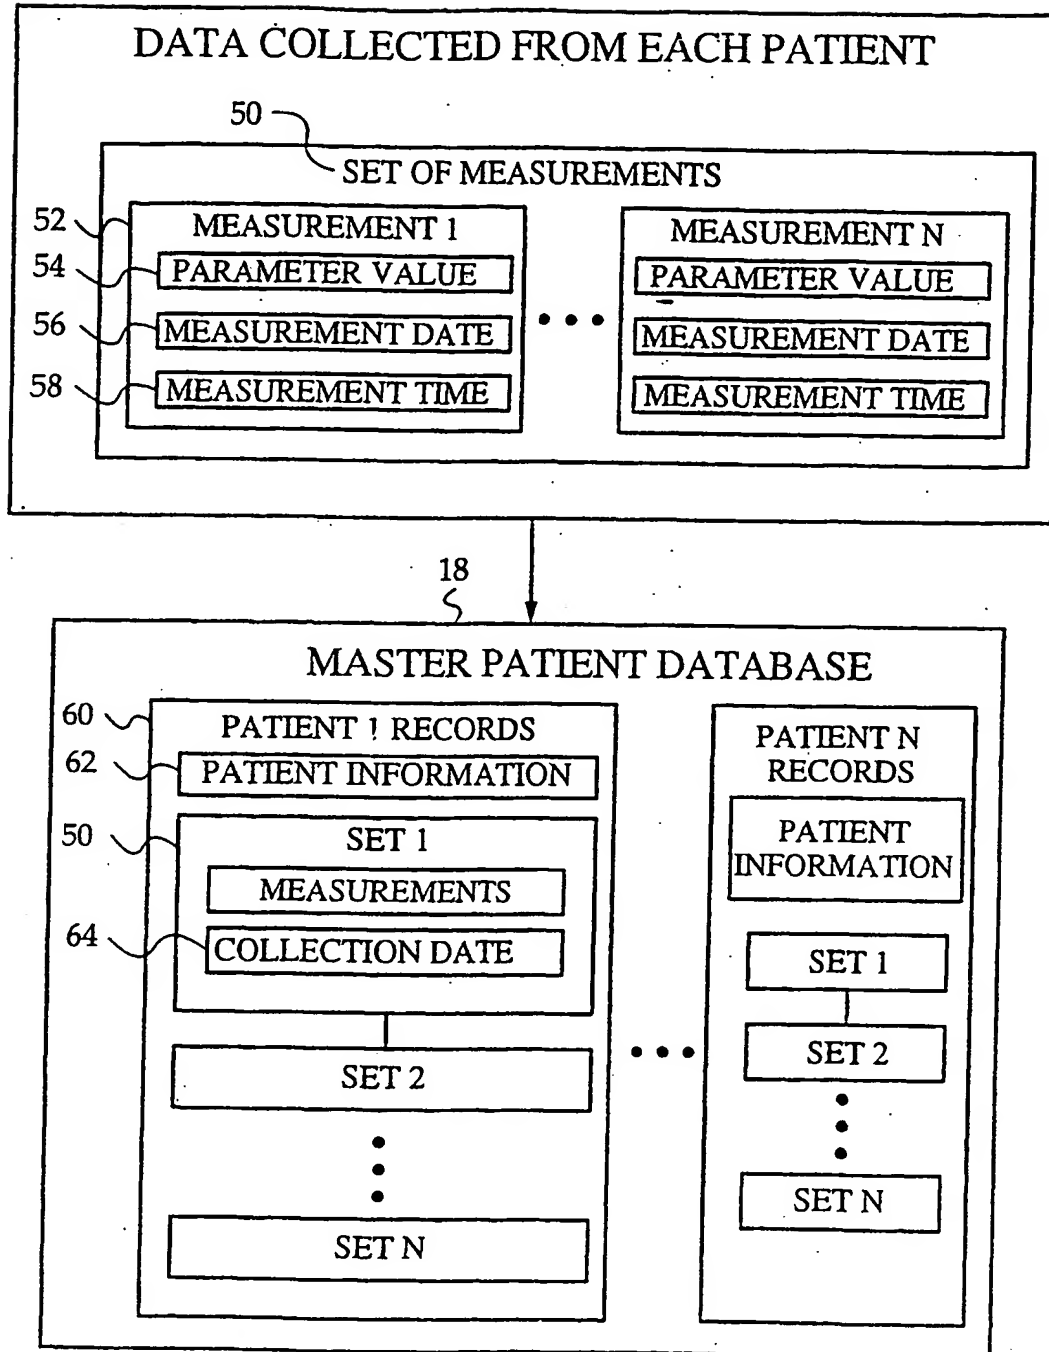 DATA COLLECTED FROM EACH PATIENT
50
SET OF MEASUREMENTS
52
MEASUREMENT 1
54
PARAMETER VALUE
56
MEASUREMENT DATE
58
MEASUREMENT TIME
MEASUREMENT N
PARAMETER VALUE
MEASUREMENT DATE
MEASUREMENT TIME
18
MASTER PATIENT DATABASE
60
PATIENT 1 RECORDS
62
PATIENT INFORMATION
50
SET 1
MEASUREMENTS
64
COLLECTION DATE
SET 2
SET N
PATIENT N
RECORDS
PATIENT
INFORMATION
SET 1
SET 2
SET N